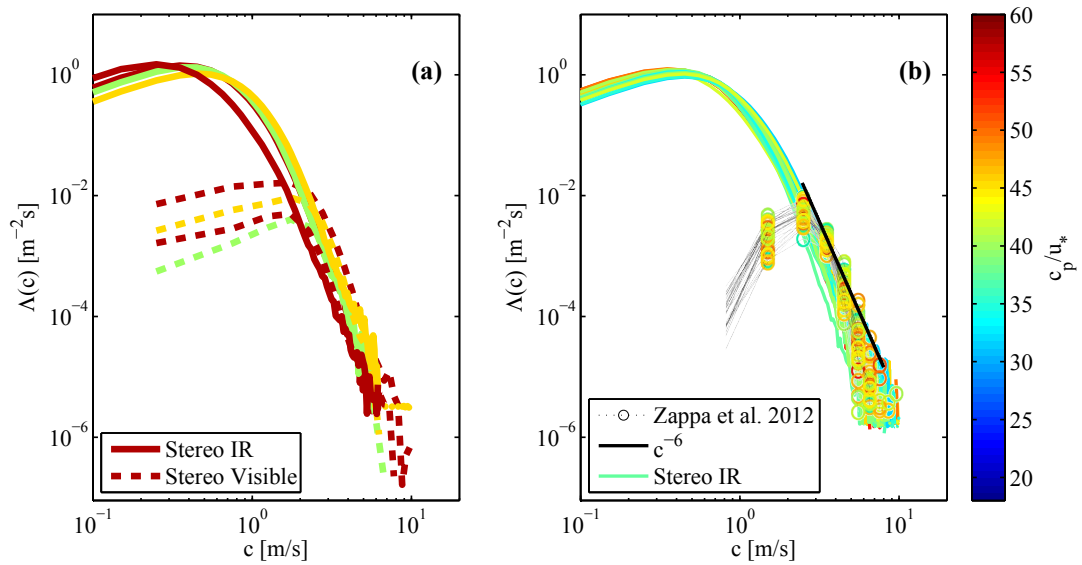 (a)
10^0
10^−2
10^−4
10^−6
Λ(c) [m^−2s]
Stereo IR
Stereo Visible
10^−1
10^0
10^1
c [m/s]
(b)
10^0
10^−2
10^−4
10^−6
Λ(c) [m^−2s]
Zappa et al. 2012
c^−6
Stereo IR
10^−1
10^0
10^1
c [m/s]
60
55
50
45
40
35
30
25
20
c_p/u_*